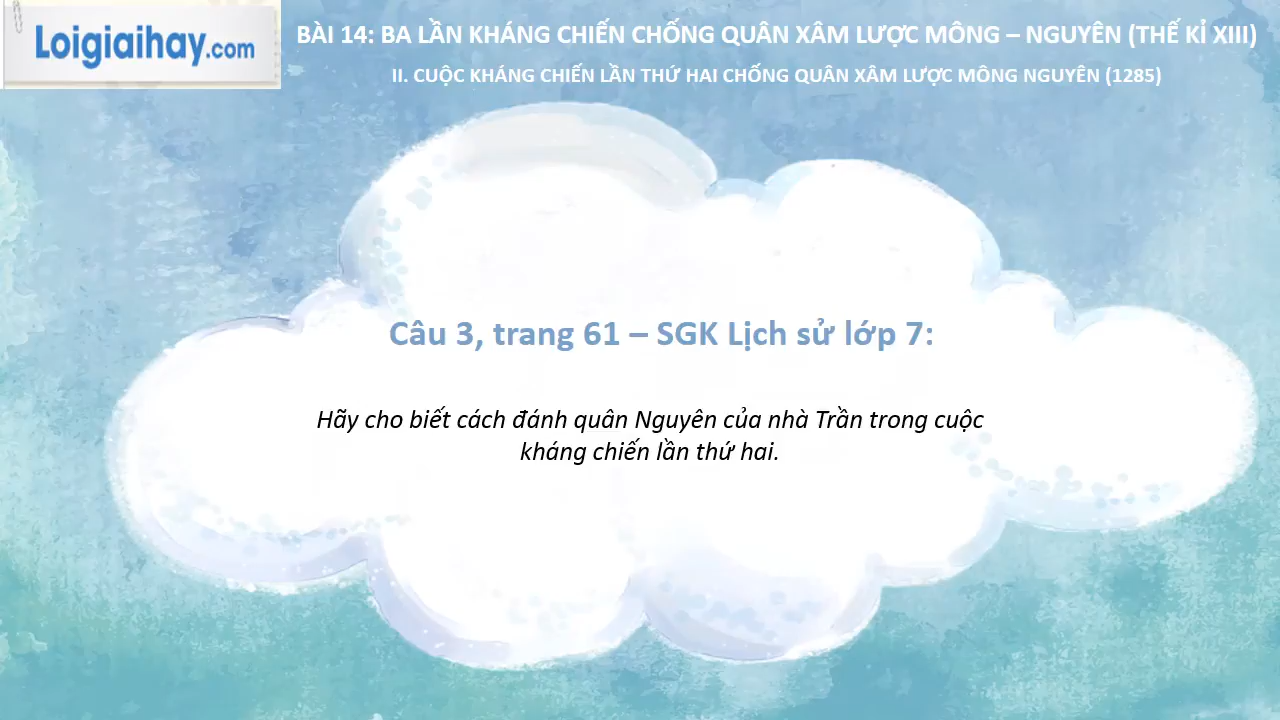 Loigiaihay.com
BÀI 14: BA LẦN KHÁNG CHIẾN CHỐNG QUÂN XÂM LƯỢC MÔNG – NGUYÊN (THẾ KỈ XIII)
II. CUỘC KHÁNG CHIẾN LẦN THỨ HAI CHỐNG QUÂN XÂM LƯỢC MÔNG NGUYÊN (1285)
Câu 3, trang 61 – SGK Lịch sử lớp 7:
Hãy cho biết cách đánh quân Nguyên của nhà Trần trong cuộc
kháng chiến lần thứ hai.